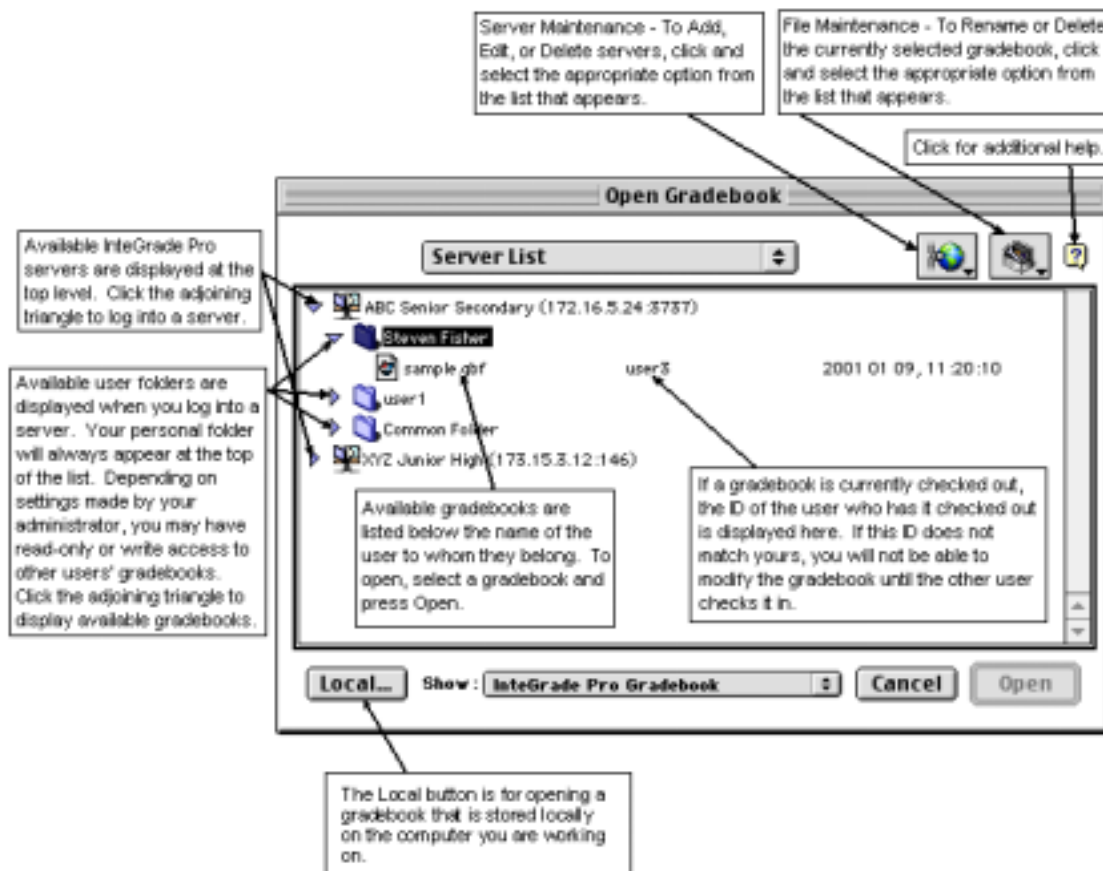 Server Maintenance - To Add,
Edit, or Delete servers, click and
select the appropriate option from
the list that appears.
File Maintenance - To Rename or Delete
the currently selected gradebook, click
and select the appropriate option from
the list that appears.
Click for additional help.
Open Gradebook
Available InteGrade Pro
servers are displayed at the
top level. Click the adjoining
triangle to log into a server.
Server List
?
ABC Senior Secondary (172.16.5.24:3737)
Steven Fisher
sample.gbf user3 2001 01 09, 11:20:10
user1
Common Folder
XYZ Junior High (173.15.3.12:146)
Available user folders are
displayed when you log into a
server. Your personal folder
will always appear at the top
of the list. Depending on
settings made by your
administrator, you may have
read-only or write access to
other users' gradebooks.
Click the adjoining triangle to
display available gradebooks.
Available gradebooks are
listed below the name of the
user to whom they belong. To
open, select a gradebook and
press Open.
If a gradebook is currently checked out,
the ID of the user who has it checked out
is displayed here. If this ID does not
match yours, you will not be able to
modify the gradebook until the other user
checks it in.
Local... Show: InteGrade Pro Gradebook Cancel Open
The Local button is for opening a
gradebook that is stored locally
on the computer you are working
on.